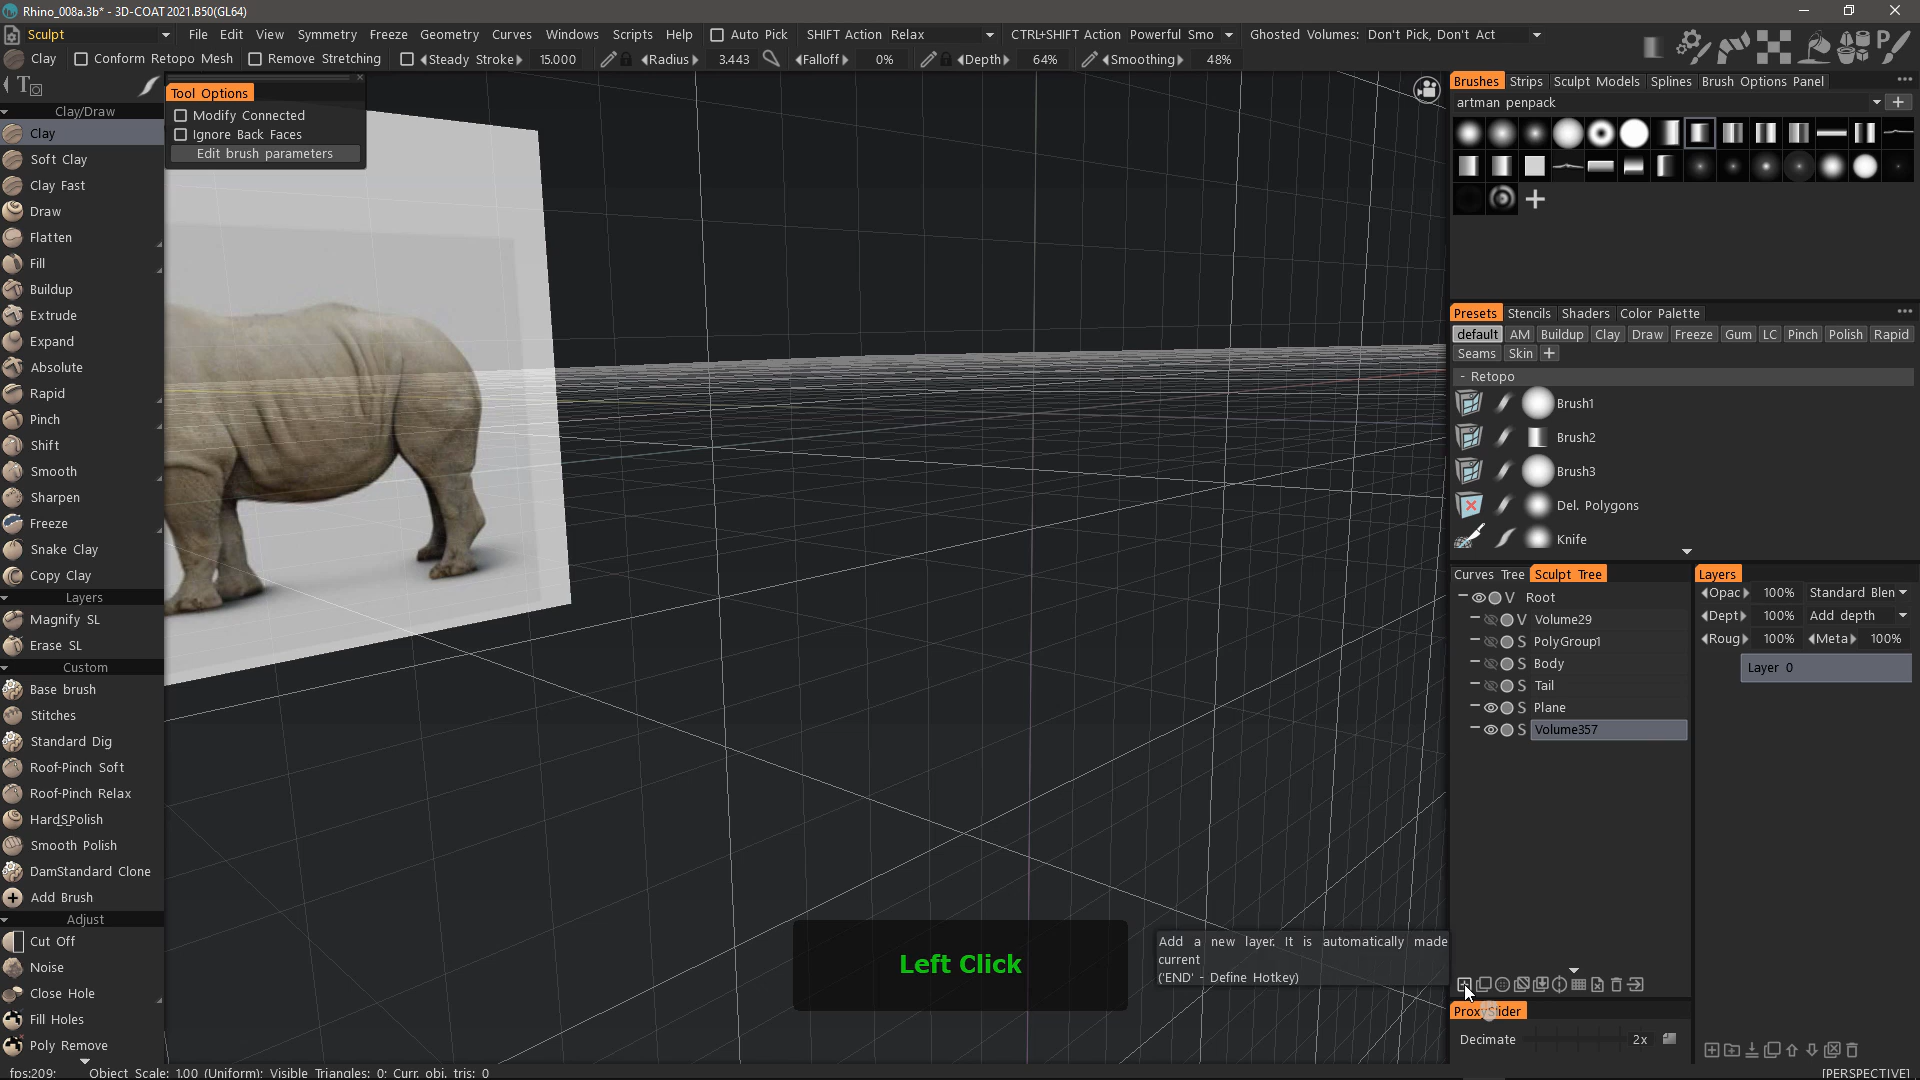 Rhino_008a.3b* - 3D-COAT 2021.B50(GL64)
Sculpt File Edit View Symmetry Freeze Geometry Curves Windows Scripts Help Auto Pick SHIFT Action Relax CTRL+SHIFT Action Powerful Smo Ghosted Volumes: Don't Pick, Don't Act
Clay Conform Retopo Mesh Remove Stretching Steady Stroke 15.000 Radius 3.443 Falloff 0% Depth 64% Smoothing 48%
Tool Options
Modify Connected
Ignore Back Faces
Edit brush parameters
Clay/Draw
Clay
Soft Clay
Clay Fast
Draw
Flatten
Fill
Buildup
Extrude
Expand
Absolute
Rapid
Pinch
Shift
Smooth
Sharpen
Freeze
Snake Clay
Copy Clay
Layers
Magnify SL
Erase SL
Custom
Base brush
Stitches
Standard Dig
Roof-Pinch Soft
Roof-Pinch Relax
HardSPolish
Smooth Polish
DamStandard Clone
Add Brush
Adjust
Cut Off
Noise
Close Hole
Fill Holes
Poly Remove
Brushes Strips Sculpt Models Splines Brush Options Panel
artman penpack
Presets Stencils Shaders Color Palette
default AM Buildup Clay Draw Freeze Gum LC Pinch Polish Rapid
Seams Skin
- Retopo
Brush1
Brush2
Brush3
Del. Polygons
Knife
Curves Tree Sculpt Tree
V Root
V Volume29
S PolyGroup1
S Body
S Tail
S Plane
S Volume357
Layers
Opac 100% Standard Blen
Dept 100% Add depth
Roug 100% Meta 100%
Layer 0
Left Click
Add a new layer. It is automatically made
current
('END' - Define Hotkey)
ProxySlider
Decimate 2x
fps:209; Object Scale: 1.00 (Uniform); Visible Triangles: 0; Curr. obj. tris: 0
[PERSPECTIVE]